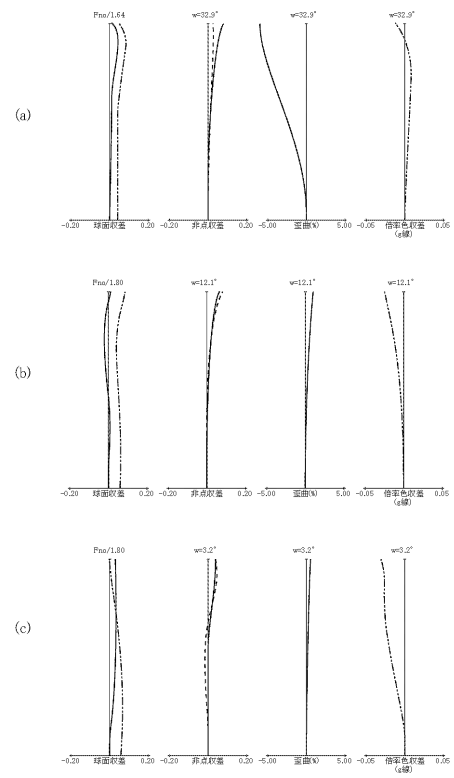 Fno/1.64 w=32.9° w=32.9° w=32.9°
(a)
-0.20 球面収差 0.20 -0.20 非点収差 0.20 -5.00 歪曲(%) 5.00 -0.05 倍率色収差 0.05
(g線)
Fno/1.80 w=12.1° w=12.1° w=12.1°
(b)
-0.20 球面収差 0.20 -0.20 非点収差 0.20 -5.00 歪曲(%) 5.00 -0.05 倍率色収差 0.05
(g線)
Fno/1.80 w=3.2° w=3.2° w=3.2°
(c)
-0.20 球面収差 0.20 -0.20 非点収差 0.20 -5.00 歪曲(%) 5.00 -0.05 倍率色収差 0.05
(g線)